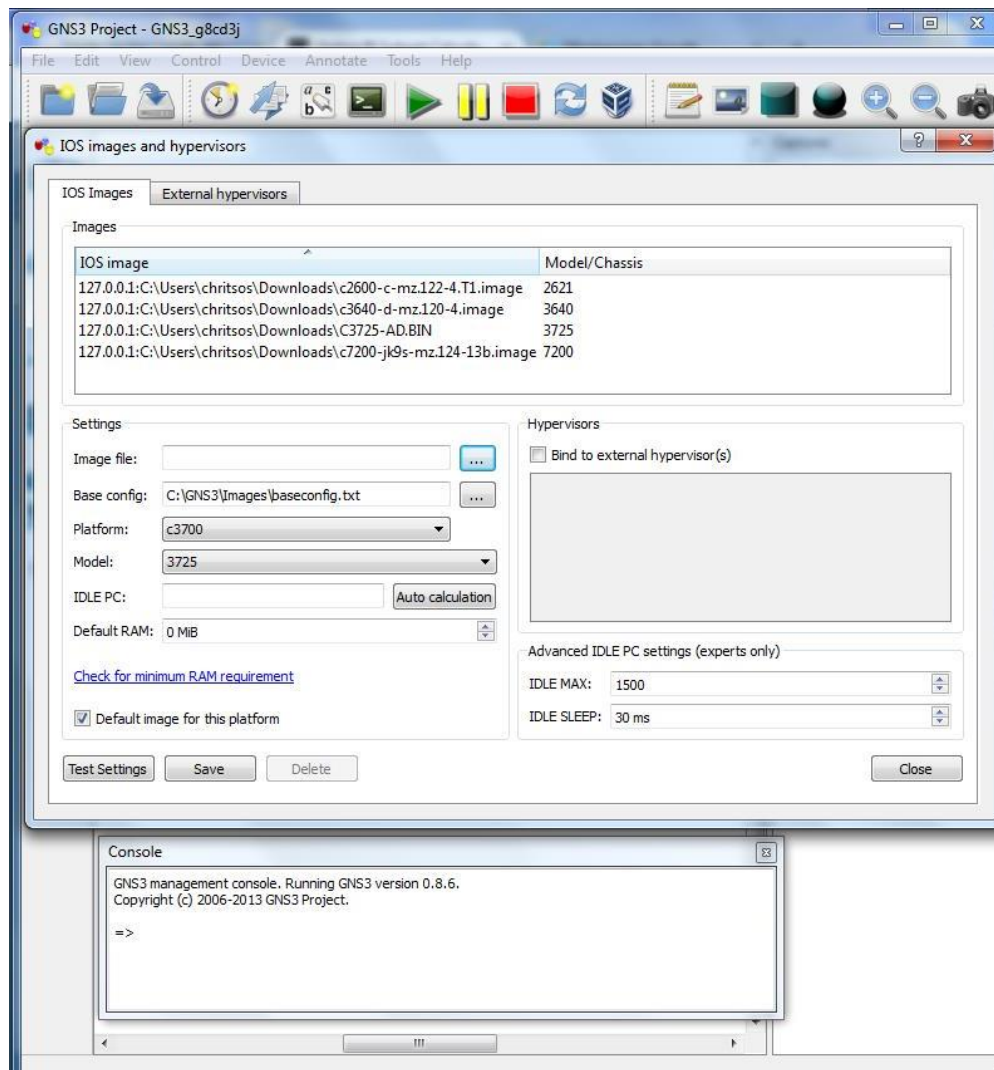 GNS3 Project - GNS3_g8cd3j
File Edit View Control Device Annotate Tools Help
IOS images and hypervisors
IOS Images External hypervisors
Images
IOS image Model/Chassis
127.0.0.1:C:\Users\chritsos\Downloads\c2600-c-mz.122-4.T1.image 2621
127.0.0.1:C:\Users\chritsos\Downloads\c3640-d-mz.120-4.image 3640
127.0.0.1:C:\Users\chritsos\Downloads\C3725-AD.BIN 3725
127.0.0.1:C:\Users\chritsos\Downloads\c7200-jk9s-mz.124-13b.image 7200
Settings
Image file: ...
Base config: C:\GNS3\Images\baseconfig.txt ...
Platform: c3700
Model: 3725
IDLE PC: Auto calculation
Default RAM: 0 MiB
Check for minimum RAM requirement
Default image for this platform
Hypervisors
Bind to external hypervisor(s)
Advanced IDLE PC settings (experts only)
IDLE MAX: 1500
IDLE SLEEP: 30 ms
Test Settings Save Delete Close
Console
GNS3 management console. Running GNS3 version 0.8.6.
Copyright (c) 2006-2013 GNS3 Project.
=>